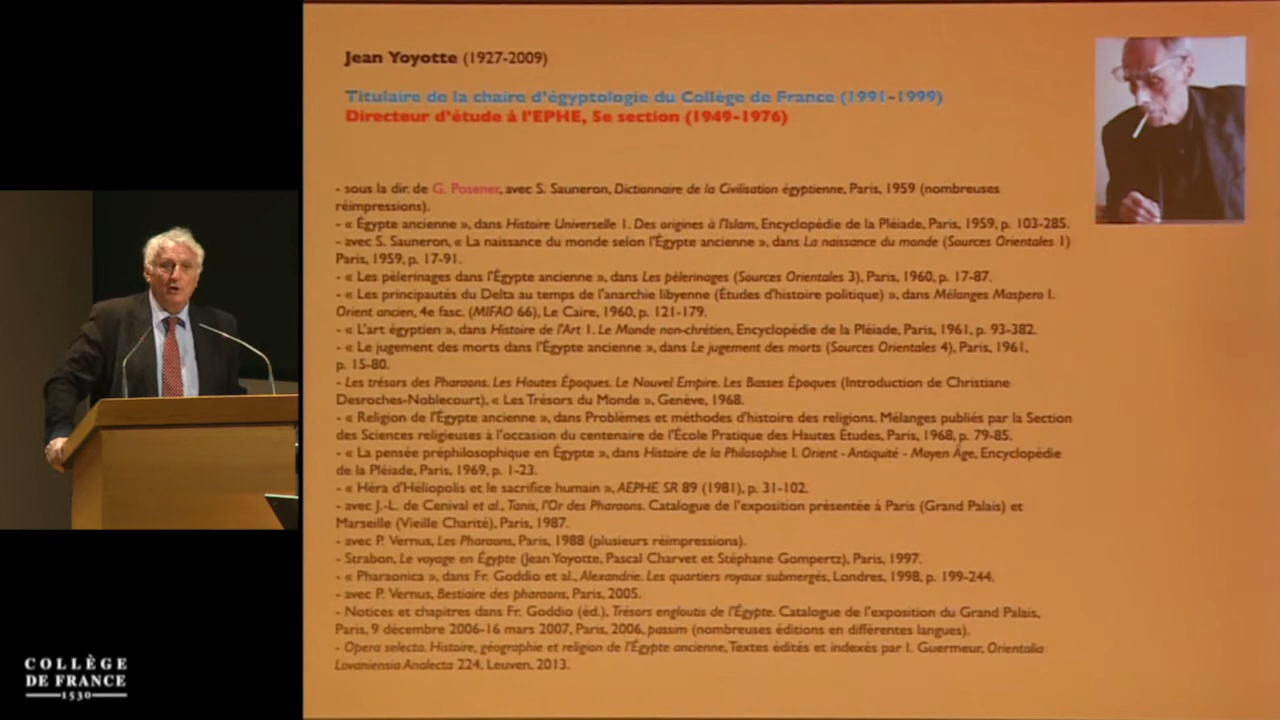 Jean Yoyotte (1927-2009)
Titulaire de la chaire d'égyptologie du Collège de France (1991-1999)
Directeur d'étude à l'EPHE, 5e section (1949-1976)
- sous la dir. de G. Posener, avec S. Sauneron, Dictionnaire de la Civilisation égyptienne, Paris, 1959 (nombreuses
réimpressions).
- « Égypte ancienne », dans Histoire Universelle 1. Des origines à l'Islam, Encyclopédie de la Pléiade, Paris, 1959, p. 103-285.
- avec S. Sauneron, « La naissance du monde selon l'Égypte ancienne », dans La naissance du monde (Sources Orientales 1)
Paris, 1959, p. 17-91.
- « Les pèlerinages dans l'Égypte ancienne », dans Les pèlerinages (Sources Orientales 3), Paris, 1960, p. 17-87.
- « Les principautés du Delta au temps de l'anarchie libyenne (Études d'histoire politique) », dans Mélanges Maspero I.
Orient ancien, 4e fasc. (MIFAO 66), Le Caire, 1960, p. 121-179.
- « L'art égyptien », dans Histoire de l'Art 1. Le Monde non-chrétien, Encyclopédie de la Pléiade, Paris, 1961, p. 93-382.
- « Le jugement des morts dans l'Égypte ancienne », dans Le jugement des morts (Sources Orientales 4), Paris, 1961,
p. 15-80.
- Les trésors des Pharaons. Les Hautes Époques. Le Nouvel Empire. Les Basses Époques (Introduction de Christiane
Desroches-Noblecourt), « Les Trésors du Monde », Genève, 1968.
- « Religion de l'Égypte ancienne », dans Problèmes et méthodes d'histoire des religions. Mélanges publiés par la Section
des Sciences religieuses à l'occasion du centenaire de l'École Pratique des Hautes Études, Paris, 1968, p. 79-85.
- « La pensée préphilosophique en Égypte », dans Histoire de la Philosophie I. Orient - Antiquité - Moyen Âge, Encyclopédie
de la Pléiade, Paris, 1969, p. 1-23.
- « Héra d'Héliopolis et le sacrifice humain », AEPHE SR 89 (1981), p. 31-102.
- avec J.-L. de Cenival et al., Tanis, l'Or des Pharaons. Catalogue de l'exposition présentée à Paris (Grand Palais) et
Marseille (Vieille Charité), Paris, 1987.
- avec P. Vernus, Les Pharaons, Paris, 1988 (plusieurs réimpressions).
- Strabon, Le voyage en Égypte (Jean Yoyotte, Pascal Charvet et Stéphane Gompertz), Paris, 1997.
- « Pharaonica », dans Fr. Goddio et al., Alexandrie. Les quartiers royaux submergés, Londres, 1998, p. 199-244.
- avec P. Vernus, Bestiaire des pharaons, Paris, 2005.
- Notices et chapitres dans Fr. Goddio (éd.), Trésors engloutis de l'Égypte. Catalogue de l'exposition du Grand Palais,
Paris, 9 décembre 2006-16 mars 2007, Paris, 2006, passim (nombreuses éditions en différentes langues).
- Opera selecta. Histoire, géographie et religion de l'Égypte ancienne, Textes édités et indexés par I. Guermeur, Orientalia
Lovaniensia Analecta 224, Leuven, 2013.
COLLÈGE
DE FRANCE
1530